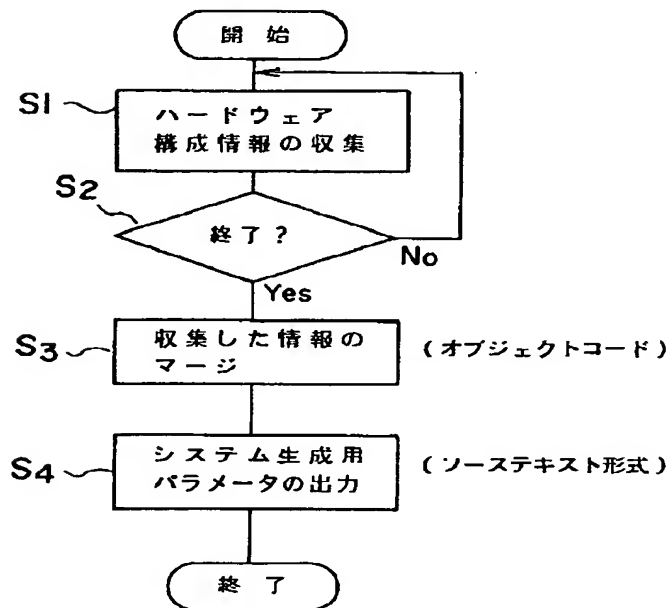 開始
S1
ハードウェア
構成情報の収集
S2
終了?
No
Yes
S3
収集した情報の
マージ
(オブジェクトコード)
S4
システム生成用
パラメータの出力
(ソーステキスト形式)
終了